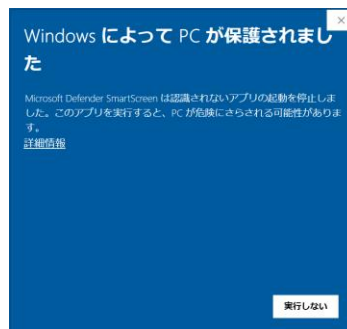 Windows によって PC が保護されまし
た
Microsoft Defender SmartScreen は認識されないアプリの起動を停止しま
した。このアプリを実行すると、PC が危険にさらされる可能性がありま
す。
詳細情報
実行しない